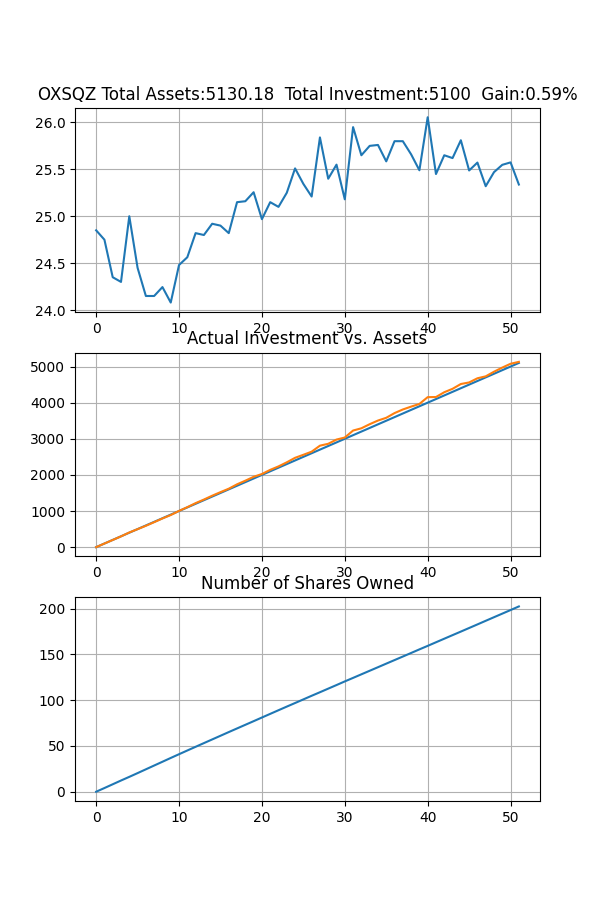 OXSQZ Total Assets:5130.18  Total Investment:5100  Gain:0.59%
26.0
25.5
25.0
24.5
24.0
0 10 20 30 40 50
Actual Investment vs. Assets
5000
4000
3000
2000
1000
0
0 10 20 30 40 50
Number of Shares Owned
200
150
100
50
0
0 10 20 30 40 50